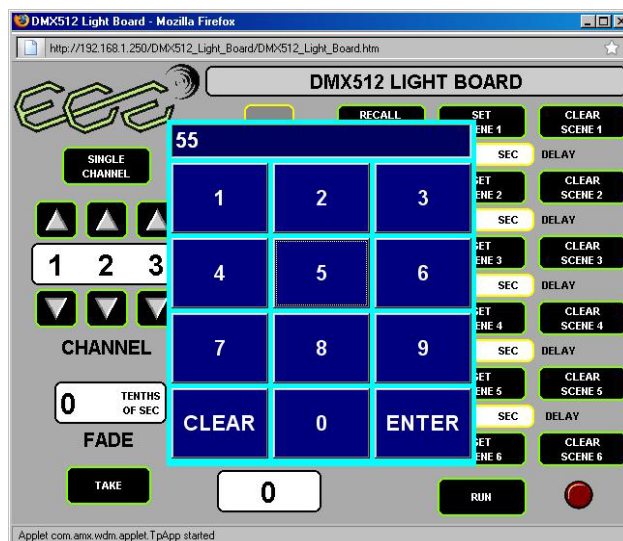 DMX512 Light Board - Mozilla Firefox
http://192.168.1.250/DMX512_Light_Board/DMX512_Light_Board.htm
ECE
DMX512 LIGHT BOARD
RECALL
SET
CLEAR
SCENE 1
SEC
DELAY
SINGLE
CHANNEL
55
1 2 3
4 5 6
7 8 9
CLEAR 0 ENTER
CLEAR
SCENE 2
SEC
DELAY
1 2 3
CLEAR
SCENE 3
SEC
DELAY
CHANNEL
CLEAR
SCENE 4
SEC
DELAY
0
TENTHS
OF SEC
FADE
CLEAR
SCENE 5
SEC
DELAY
CLEAR
SCENE 6
TAKE
0
RUN
Applet com.amx.wdm.applet.TpApp started